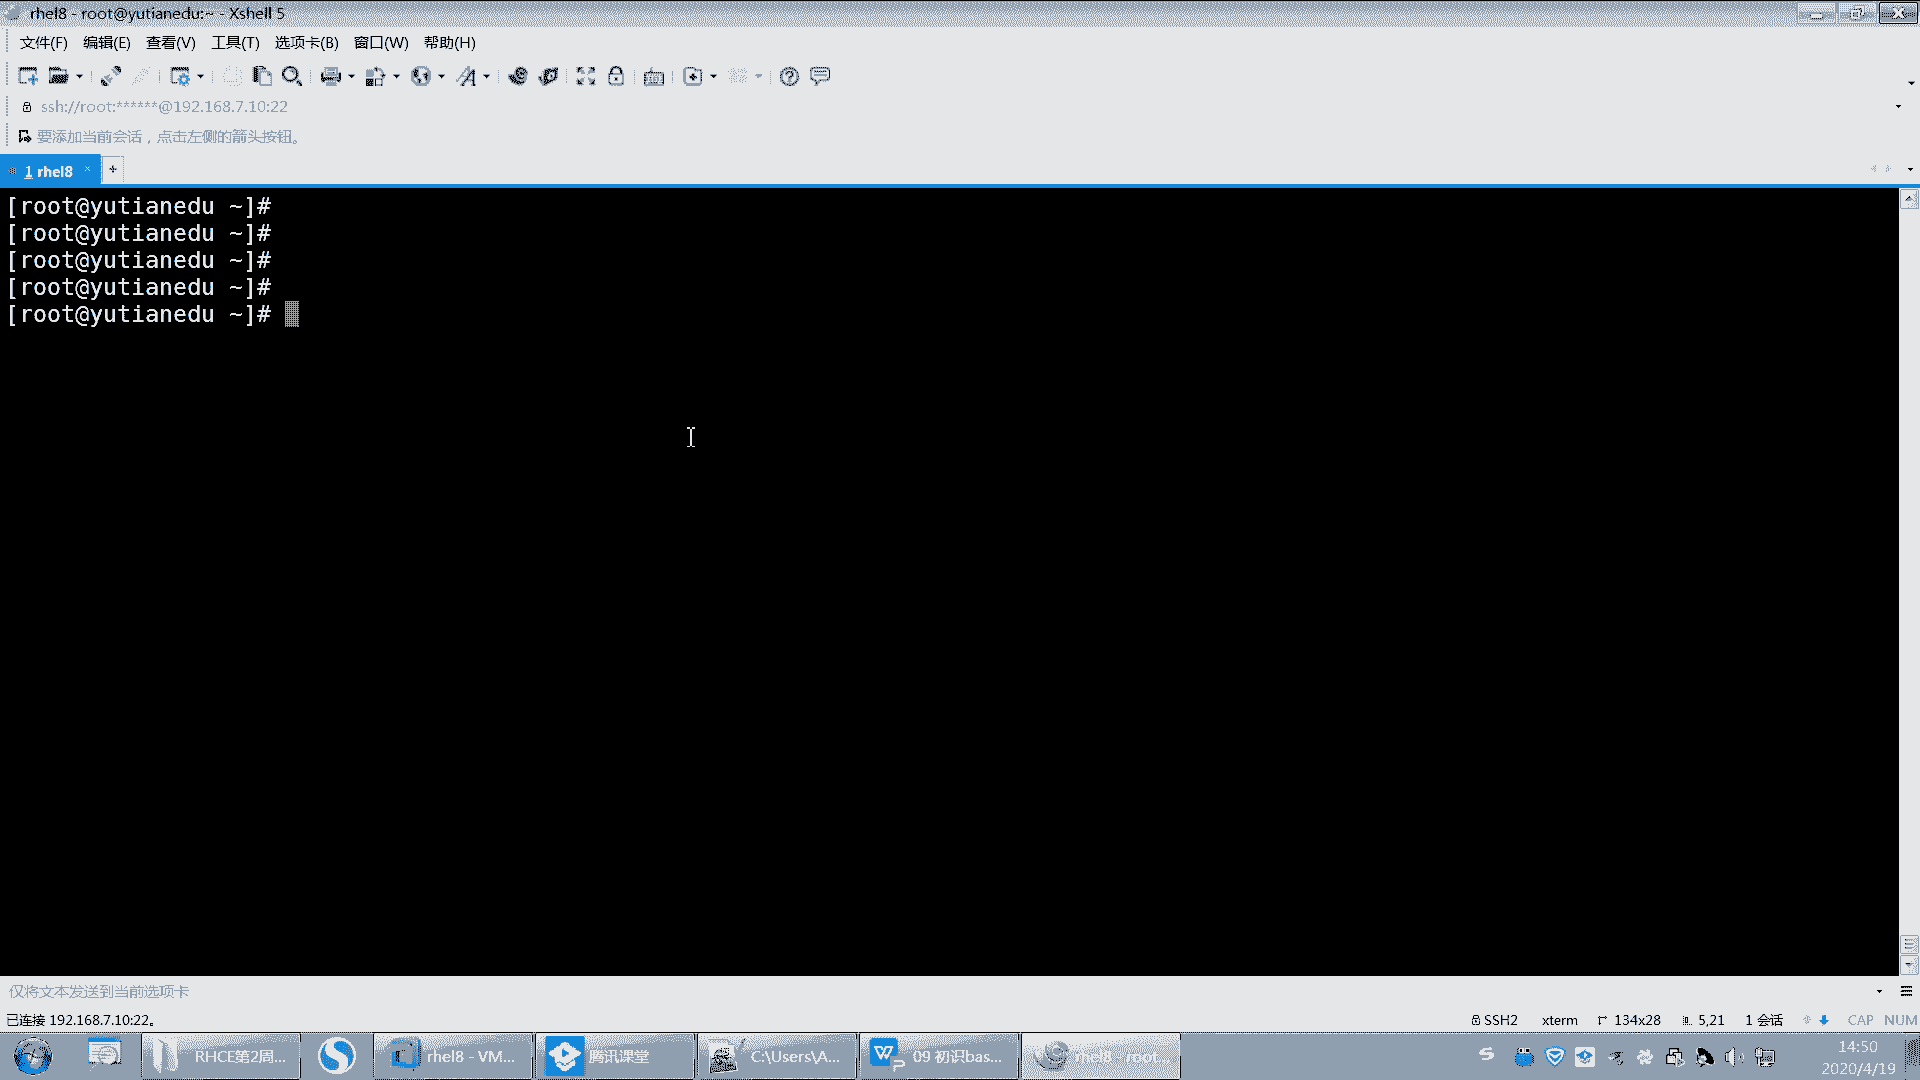 rhel8 - root@yutianedu:~ - Xshell 5
文件(F) 编辑(E) 查看(V) 工具(T) 选项卡(B) 窗口(W) 帮助(H)
ssh://root:******@192.168.7.10:22
要添加当前会话，点击左侧的箭头按钮。
1 rhel8
[root@yutianedu ~]#
[root@yutianedu ~]#
[root@yutianedu ~]#
[root@yutianedu ~]#
[root@yutianedu ~]#
仅将文本发送到当前选项卡
已连接 192.168.7.10:22。 SSH2 xterm 134x28 5,21 1 会话 CAP NUM
RHCE第2周... rhel8 - VM... 腾讯课堂 C:\Users\A... 09 初识bas... rhel8 - root... 14:50
2020/4/19